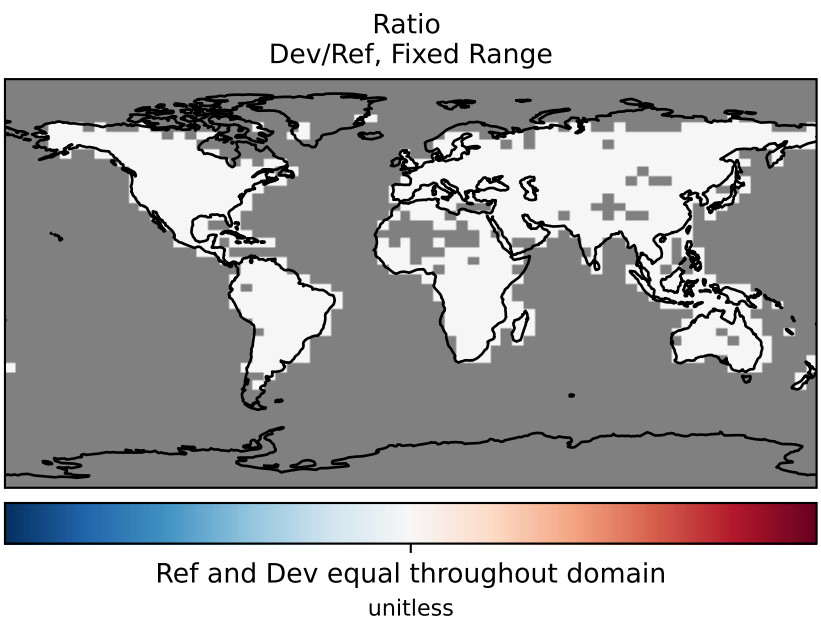 Ratio
Dev/Ref, Fixed Range
Ref and Dev equal throughout domain
unitless